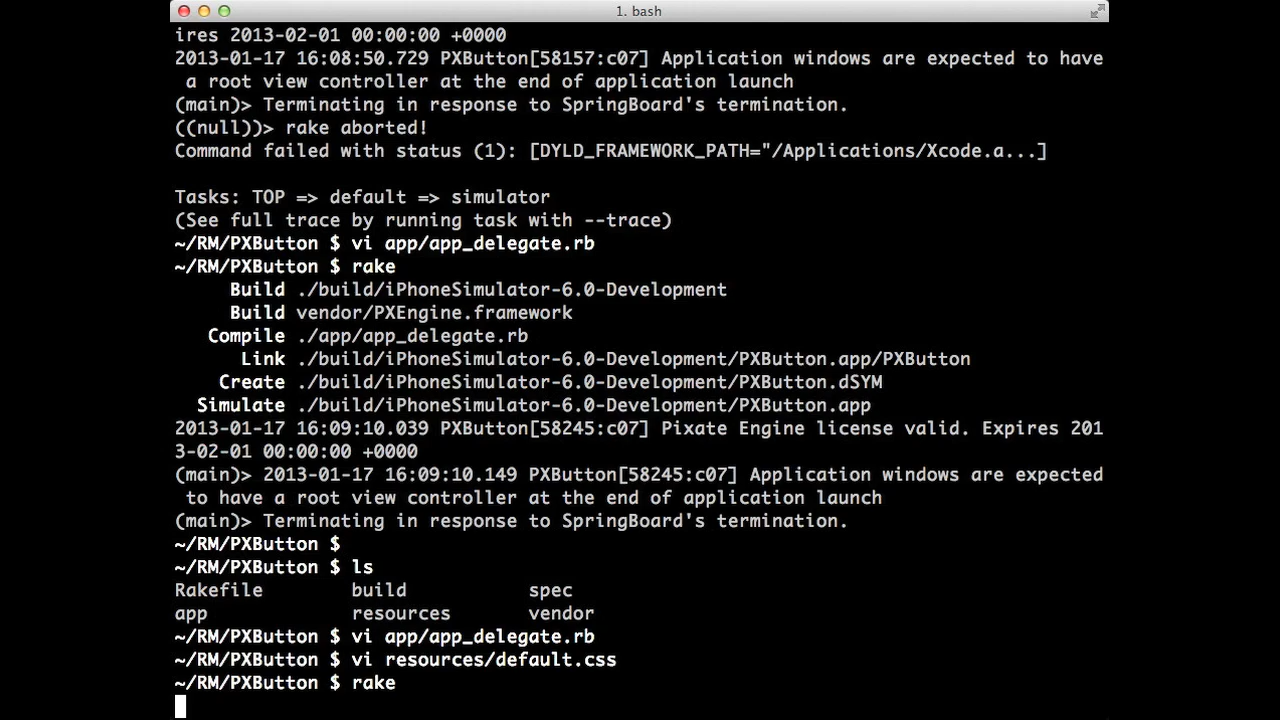 1. bash
ires 2013-02-01 00:00:00 +0000
2013-01-17 16:08:50.729 PXButton[58157:c07] Application windows are expected to have
a root view controller at the end of application launch
(main)> Terminating in response to SpringBoard's termination.
((null))> rake aborted!
Command failed with status (1): [DYLD_FRAMEWORK_PATH="/Applications/Xcode.a...]
Tasks: TOP => default => simulator
(See full trace by running task with --trace)
~/RM/PXButton $ vi app/app_delegate.rb
~/RM/PXButton $ rake
Build ./build/iPhoneSimulator-6.0-Development
Build vendor/PXEngine.framework
Compile ./app/app_delegate.rb
Link ./build/iPhoneSimulator-6.0-Development/PXButton.app/PXButton
Create ./build/iPhoneSimulator-6.0-Development/PXButton.dSYM
Simulate ./build/iPhoneSimulator-6.0-Development/PXButton.app
2013-01-17 16:09:10.039 PXButton[58245:c07] Pixate Engine license valid. Expires 201
3-02-01 00:00:00 +0000
(main)> 2013-01-17 16:09:10.149 PXButton[58245:c07] Application windows are expected
to have a root view controller at the end of application launch
(main)> Terminating in response to SpringBoard's termination.
~/RM/PXButton $
~/RM/PXButton $ ls
Rakefile build spec
app resources vendor
~/RM/PXButton $ vi app/app_delegate.rb
~/RM/PXButton $ vi resources/default.css
~/RM/PXButton $ rake